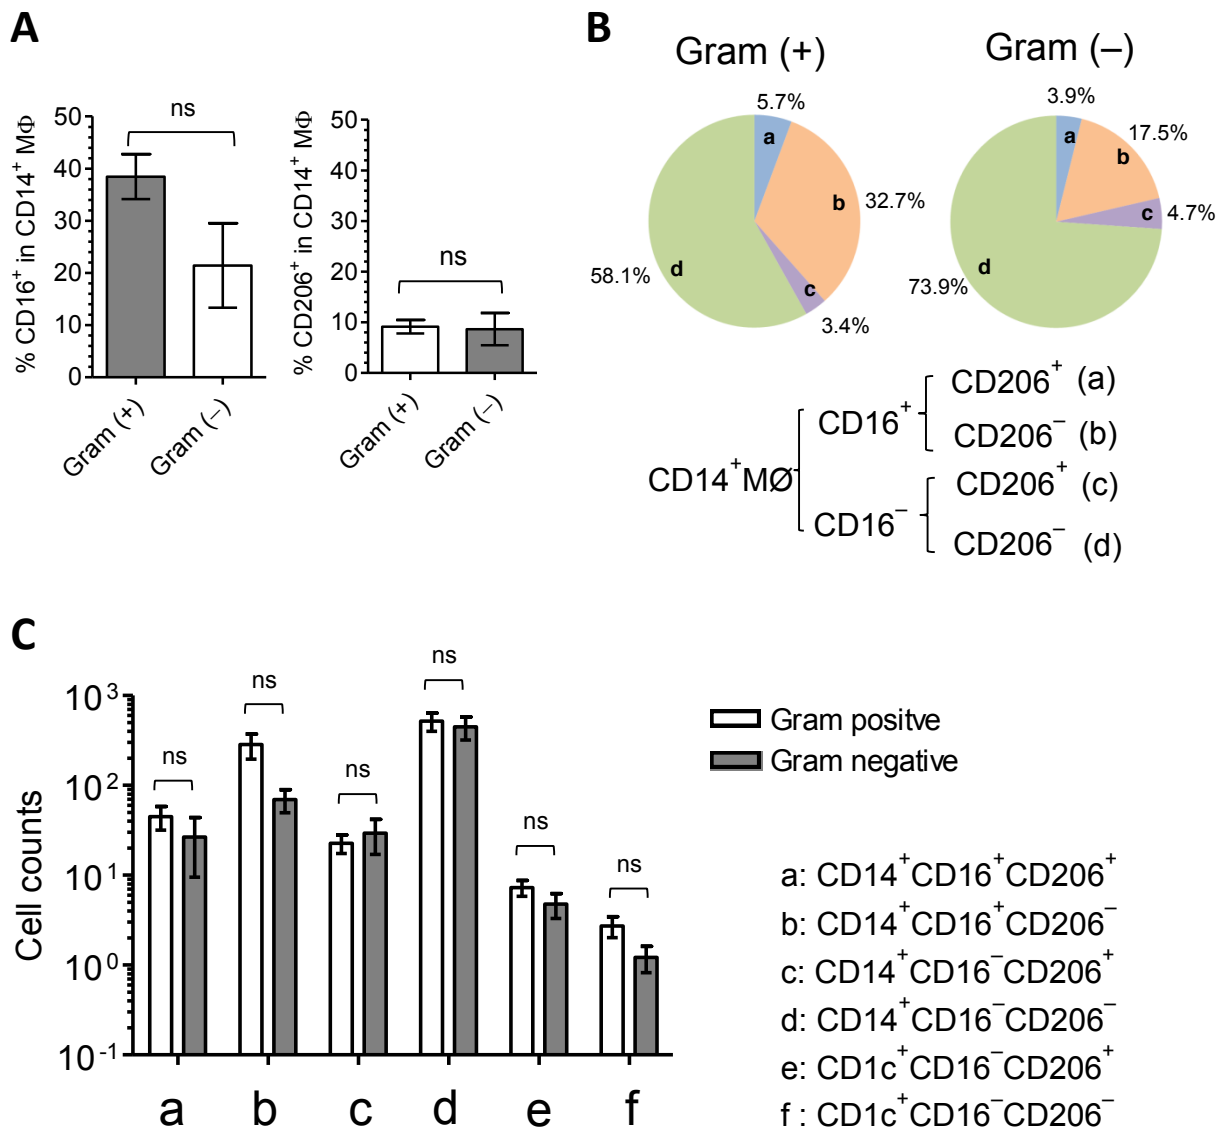 A
ns
% CD16⁺ in CD14⁺ MΦ
50
40
30
20
10
0
Gram (+)
Gram (–)
ns
% CD206⁺ in CD14⁺ MΦ
50
40
30
20
10
0
Gram (+)
Gram (–)
B
Gram (+)
5.7%
a
b
32.7%
c
3.4%
d
58.1%
Gram (–)
3.9%
a
17.5%
b
c
4.7%
d
73.9%
CD14⁺MØ
CD16⁺
CD206⁺ (a)
CD206⁻ (b)
CD16⁻
CD206⁺ (c)
CD206⁻ (d)
C
Cell counts
10³
10²
10¹
10⁰
10⁻¹
ns
ns
ns
ns
ns
ns
a b c d e f
Gram positve
Gram negative
a: CD14⁺CD16⁺CD206⁺
b: CD14⁺CD16⁺CD206⁻
c: CD14⁺CD16⁻CD206⁺
d: CD14⁺CD16⁻CD206⁻
e: CD1c⁺CD16⁻CD206⁺
f : CD1c⁺CD16⁻CD206⁻